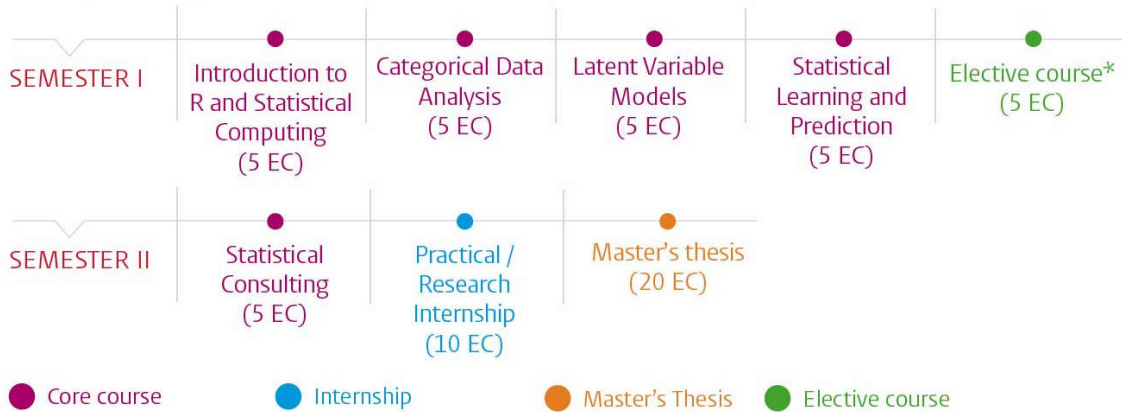 SEMESTER I
Introduction to
R and Statistical
Computing
(5 EC)
Categorical Data
Analysis
(5 EC)
Latent Variable
Models
(5 EC)
Statistical
Learning and
Prediction
(5 EC)
Elective course*
(5 EC)
SEMESTER II
Statistical
Consulting
(5 EC)
Practical /
Research
Internship
(10 EC)
Master's thesis
(20 EC)
Core course
Internship
Master's Thesis
Elective course